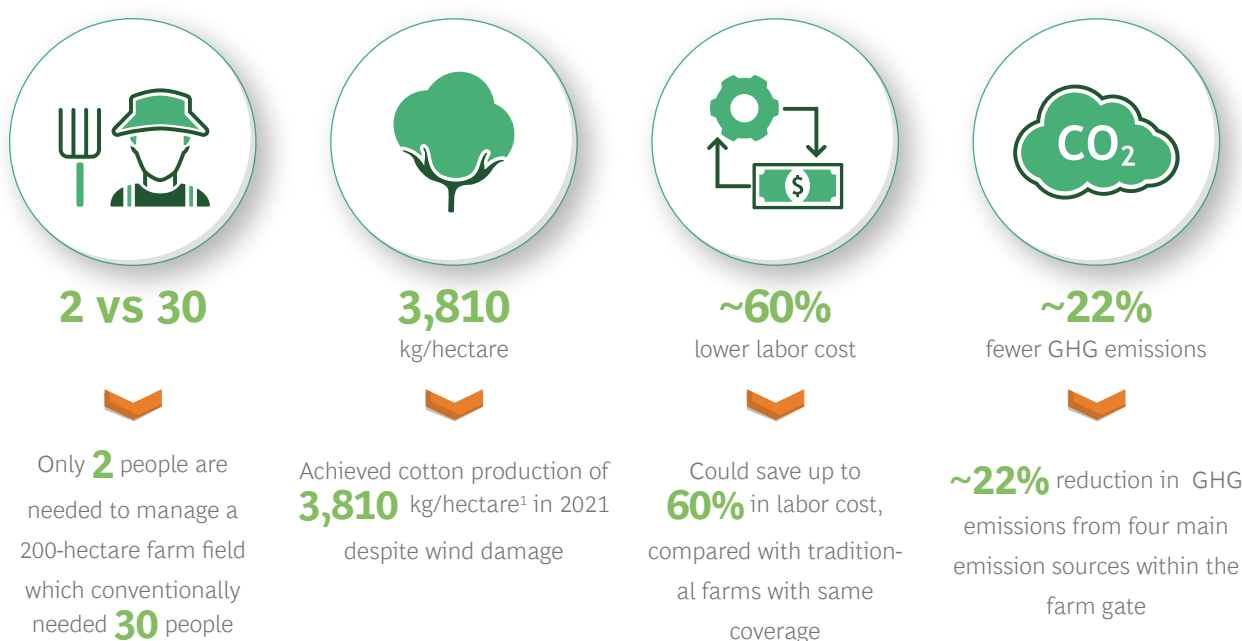 $
CO₂
2 vs 30
3,810
kg/hectare
~60%
lower labor cost
~22%
fewer GHG emissions
Only 2 people are
needed to manage a
200-hectare farm field
which conventionally
needed 30 people
Achieved cotton production of
3,810 kg/hectare¹ in 2021
despite wind damage
Could save up to
60% in labor cost,
compared with tradition-
al farms with same
coverage
~22% reduction in GHG
emissions from four main
emission sources within the
farm gate